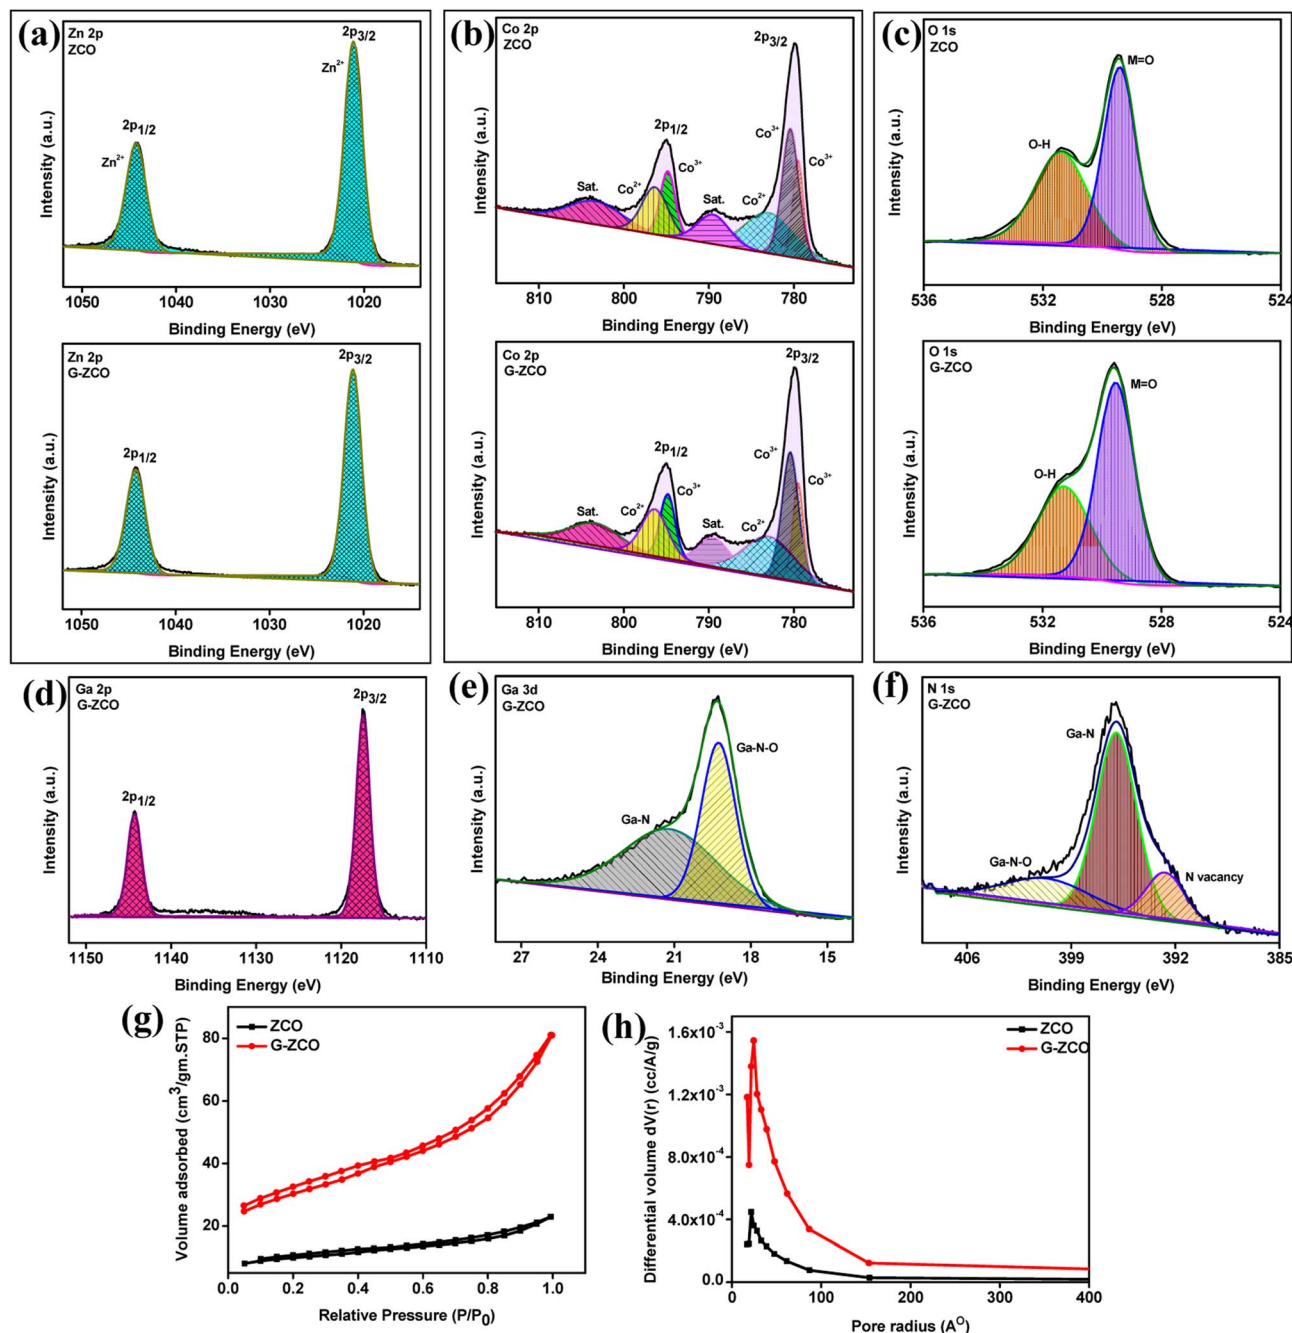 (a)
Zn 2p
ZCO
2p3/2
Zn2+
2p1/2
Zn2+
Intensity (a.u.)
1050 1040 1030 1020
Binding Energy (eV)
Zn 2p
G-ZCO
2p3/2
2p1/2
Intensity (a.u.)
1050 1040 1030 1020
Binding Energy (eV)
(b)
Co 2p
ZCO
2p3/2
2p1/2
Co3+
Co3+
Co3+
Sat.
Co2+
Sat.
Co2+
Intensity (a.u.)
810 800 790 780
Binding Energy (eV)
Co 2p
G-ZCO
2p3/2
2p1/2
Co3+
Co3+
Co3+
Sat.
Co2+
Sat.
Co2+
Intensity (a.u.)
810 800 790 780
Binding Energy (eV)
(c)
O 1s
ZCO
M=O
O-H
Intensity (a.u.)
536 532 528 524
Binding Energy (eV)
O 1s
G-ZCO
M=O
O-H
Intensity (a.u.)
536 532 528 524
Binding Energy (eV)
(d)
Ga 2p
G-ZCO
2p3/2
2p1/2
Intensity (a.u.)
1150 1140 1130 1120 1110
Binding Energy (eV)
(e)
Ga 3d
G-ZCO
Ga-N-O
Ga-N
Intensity (a.u.)
27 24 21 18 15
Binding Energy (eV)
(f)
N 1s
G-ZCO
Ga-N
Ga-N-O
N vacancy
Intensity (a.u.)
406 399 392 385
Binding Energy (eV)
(g)
ZCO
G-ZCO
Volume adsorbed (cm3/gm.STP)
80
60
40
20
0.0 0.2 0.4 0.6 0.8 1.0
Relative Pressure (P/P0)
(h)
ZCO
G-ZCO
Differential volume dV(r) (cc/A/g)
1.6x10-3
1.2x10-3
8.0x10-4
4.0x10-4
0.0
0 100 200 300 400
Pore radius (AO)